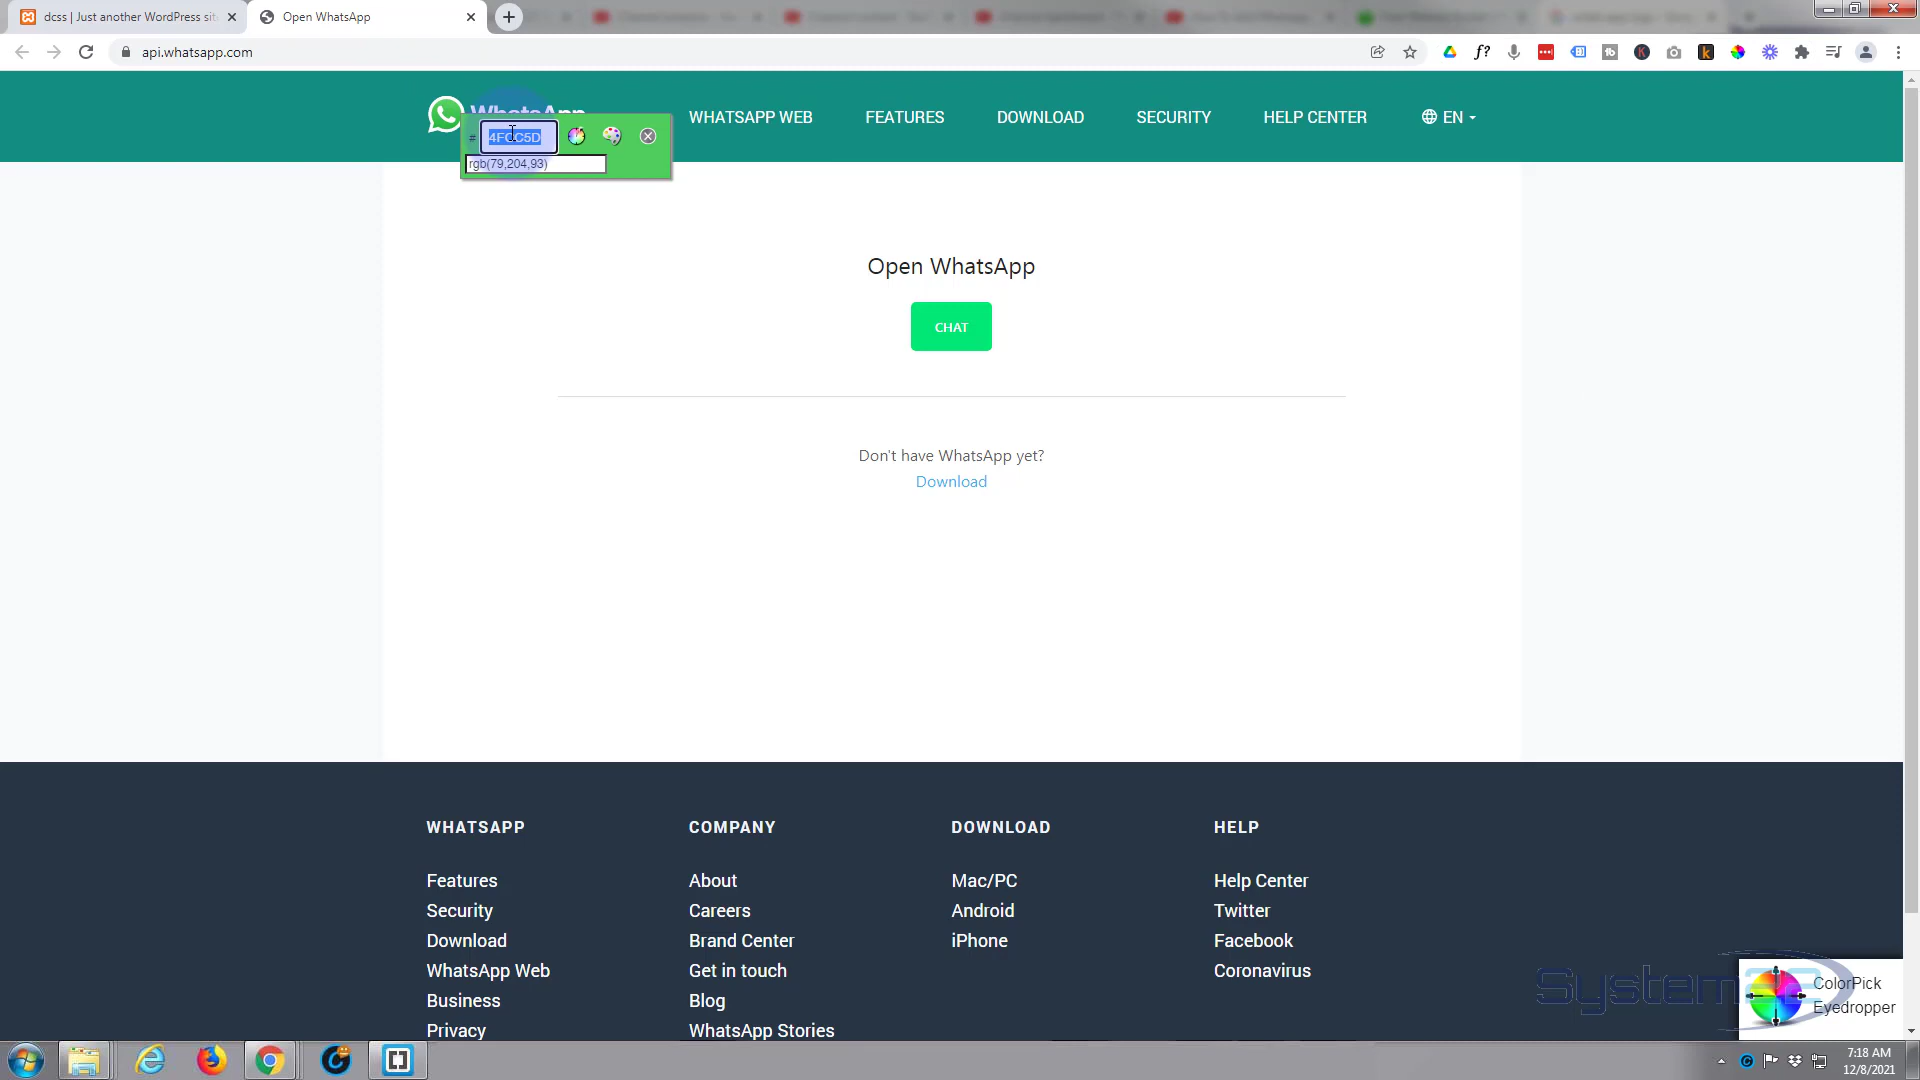 dcss | Just another WordPress sit
Open WhatsApp
api.whatsapp.com
WhatsApp
WHATSAPP WEB
FEATURES
DOWNLOAD
SECURITY
HELP CENTER
EN
# 4FCC5D
rgb(79,204,93)
Open WhatsApp
CHAT
Don't have WhatsApp yet?
Download
WHATSAPP
Features
Security
Download
WhatsApp Web
Business
Privacy
COMPANY
About
Careers
Brand Center
Get in touch
Blog
WhatsApp Stories
DOWNLOAD
Mac/PC
Android
iPhone
HELP
Help Center
Twitter
Facebook
Coronavirus
ColorPick
Eyedropper
7:18 AM
12/8/2021